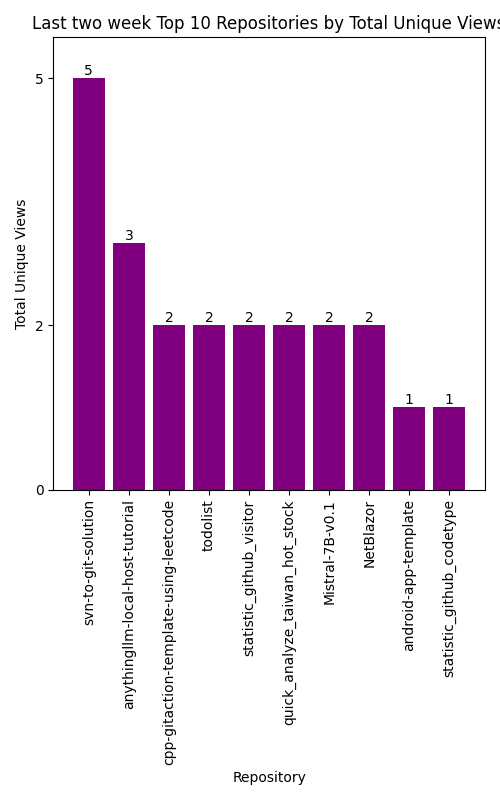 Last two week Top 10 Repositories by Total Unique Views
Total Unique Views
5
2
0
5
3
2
2
2
2
2
2
1
1
svn-to-git-solution
anythingllm-local-host-tutorial
cpp-gitaction-template-using-leetcode
todolist
statistic_github_visitor
quick_analyze_taiwan_hot_stock
Mistral-7B-v0.1
NetBlazor
android-app-template
statistic_github_codetype
Repository